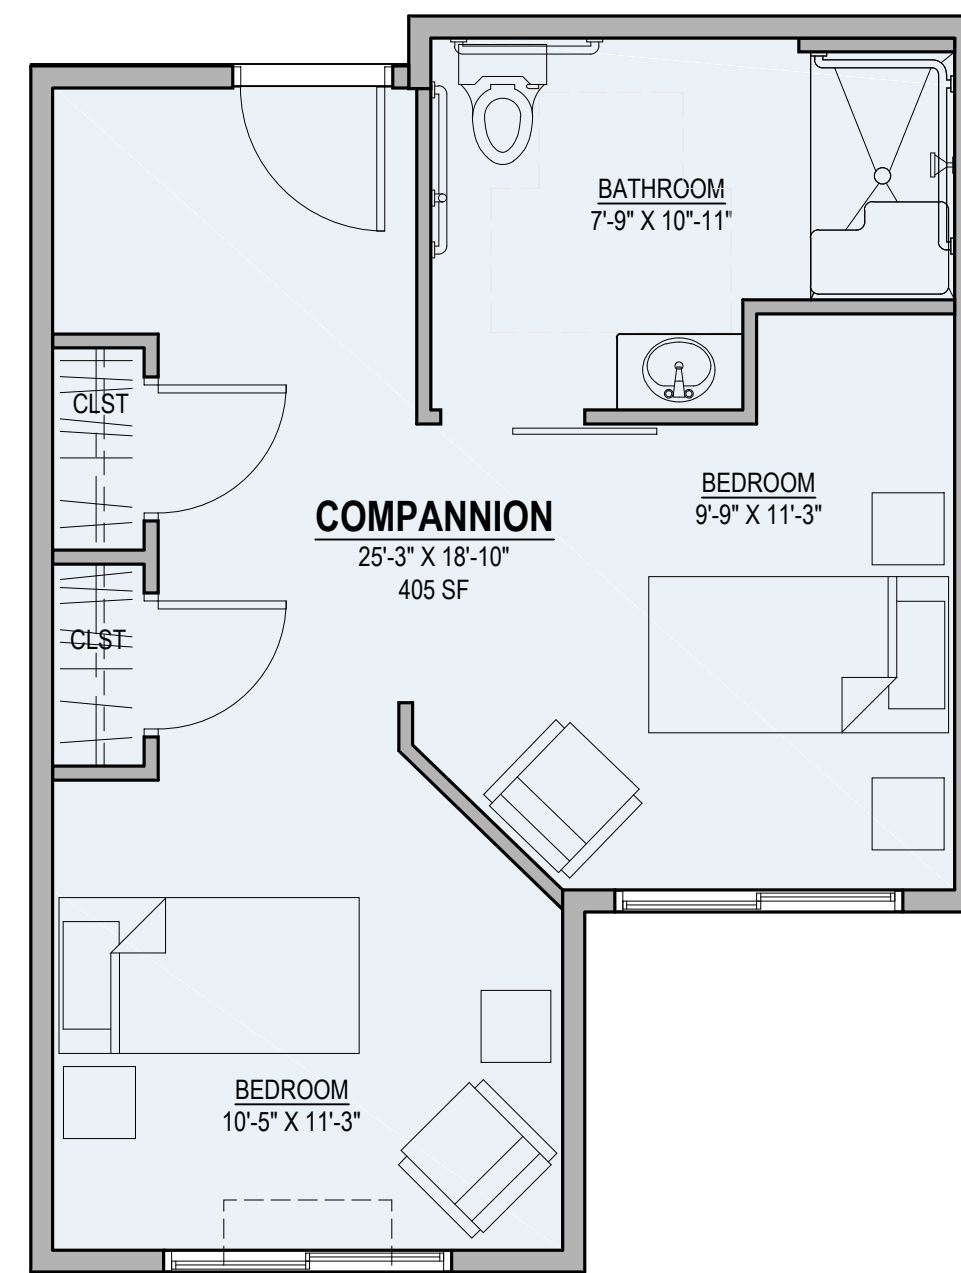 BATHROOM
7'-9" X 10"-11"
CLST
BEDROOM
9'-9" X 11'-3"
COMPANNION
25'-3" X 18'-10"
405 SF
CLST
BEDROOM
10'-5" X 11'-3"